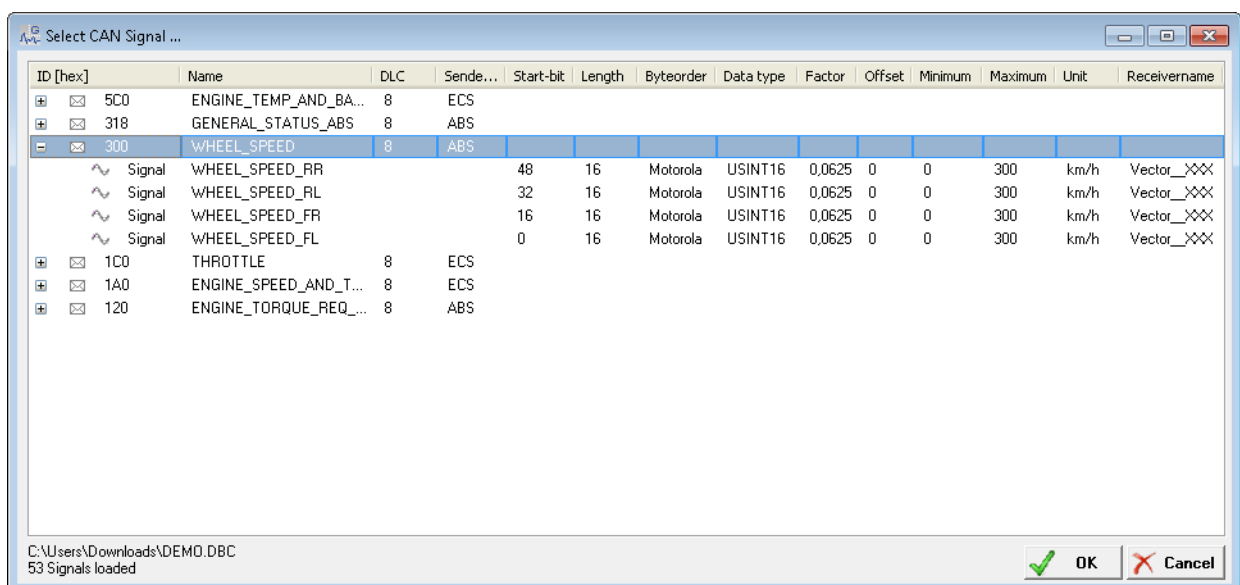 Select CAN Signal ...
ID [hex] Name DLC Sende... Start-bit Length Byteorder Data type Factor Offset Minimum Maximum Unit Receivername
5C0 ENGINE_TEMP_AND_BA... 8 ECS
318 GENERAL_STATUS_ABS 8 ABS
300 WHEEL_SPEED 8 ABS
Signal WHEEL_SPEED_RR 48 16 Motorola USINT16 0,0625 0 0 300 km/h Vector__XXX
Signal WHEEL_SPEED_RL 32 16 Motorola USINT16 0,0625 0 0 300 km/h Vector__XXX
Signal WHEEL_SPEED_FR 16 16 Motorola USINT16 0,0625 0 0 300 km/h Vector__XXX
Signal WHEEL_SPEED_FL 0 16 Motorola USINT16 0,0625 0 0 300 km/h Vector__XXX
1C0 THROTTLE 8 ECS
1A0 ENGINE_SPEED_AND_T... 8 ECS
120 ENGINE_TORQUE_REQ_... 8 ABS
C:\Users\Downloads\DEMO.DBC
53 Signals loaded
OK Cancel